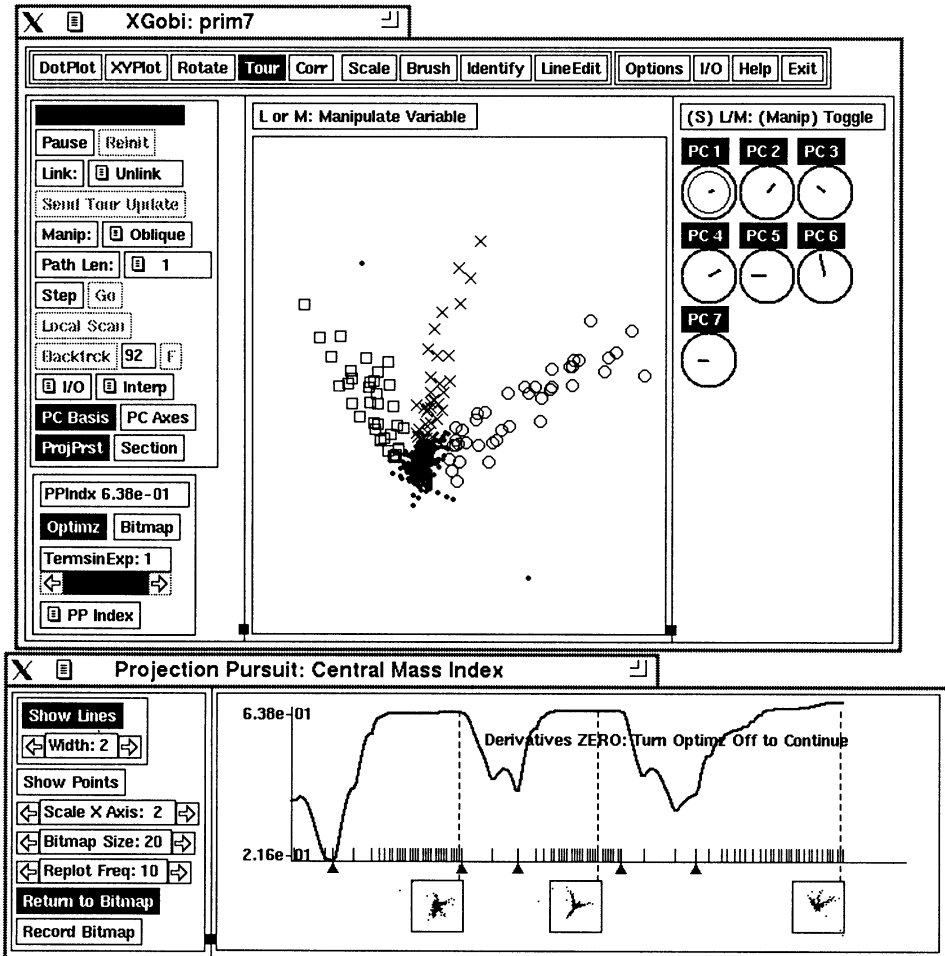 XGobi: prim7
DotPlot XYPlot Rotate Tour Corr Scale Brush Identify LineEdit Options I/O Help Exit
L or M: Manipulate Variable
(S) L/M: (Manip) Toggle
Pause Reinit
Link: Unlink
Send Tour Update
Manip: Oblique
Path Len: 1
Step Go
Local Scan
Backtrck 92 F
I/O Interp
PC Basis PC Axes
ProjPrst Section
PPIndx 6.38e-01
Optimz Bitmap
TermsinExp: 1
PP Index
PC 1 PC 2 PC 3
PC 4 PC 5 PC 6
PC 7
Projection Pursuit: Central Mass Index
Show Lines
Width: 2
Show Points
Scale X Axis: 2
Bitmap Size: 20
Replot Freq: 10
Return to Bitmap
Record Bitmap
6.38e-01
Derivatives ZERO: Turn Optimz Off to Continue
2.16e-01